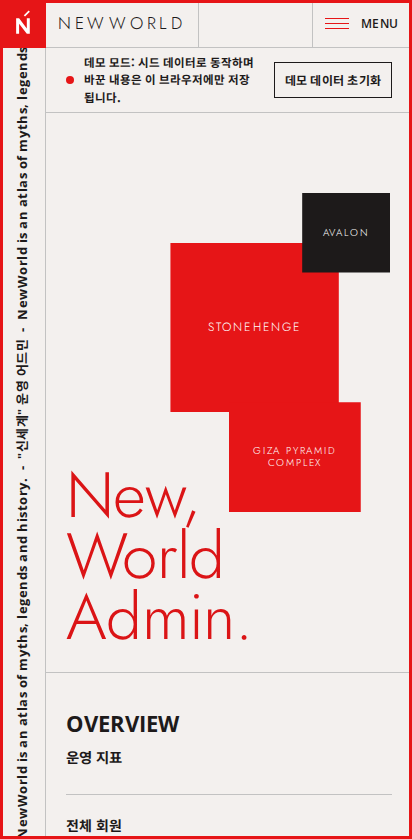 Ń
NEWWORLD
MENU
데모 모드: 시드 데이터로 동작하며
바꾼 내용은 이 브라우저에만 저장
됩니다.
데모 데이터 초기화
NewWorld is an atlas of myths, legends and history. - "신세계" 운영 어드민 - NewWorld is an atlas of myths, legends
AVALON
STONEHENGE
GIZA PYRAMID
COMPLEX
New,
World
Admin.
OVERVIEW
운영 지표
전체 회원